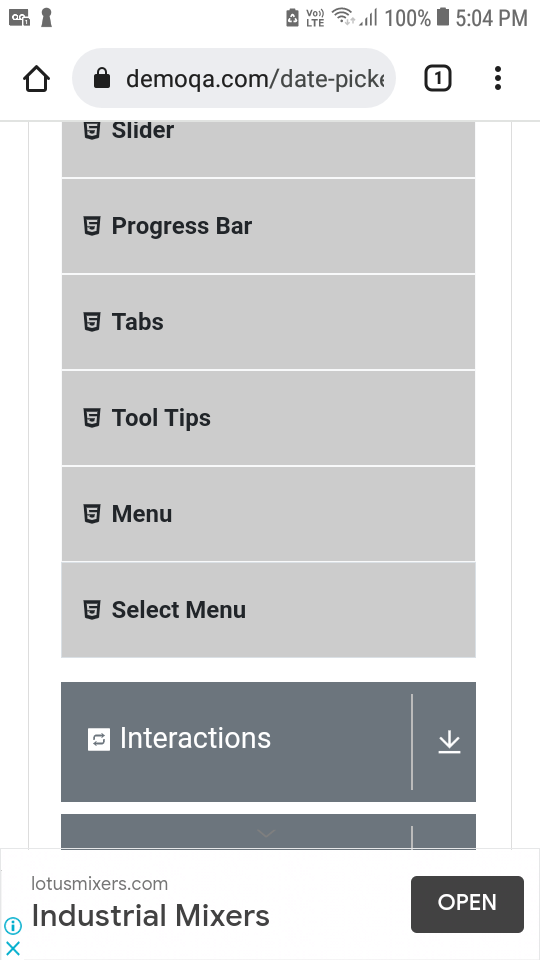 Vo))
LTE
100%
5:04 PM
demoqa.com/date-picke
1
Slider
Progress Bar
Tabs
Tool Tips
Menu
Select Menu
Interactions
lotusmixers.com
Industrial Mixers
OPEN